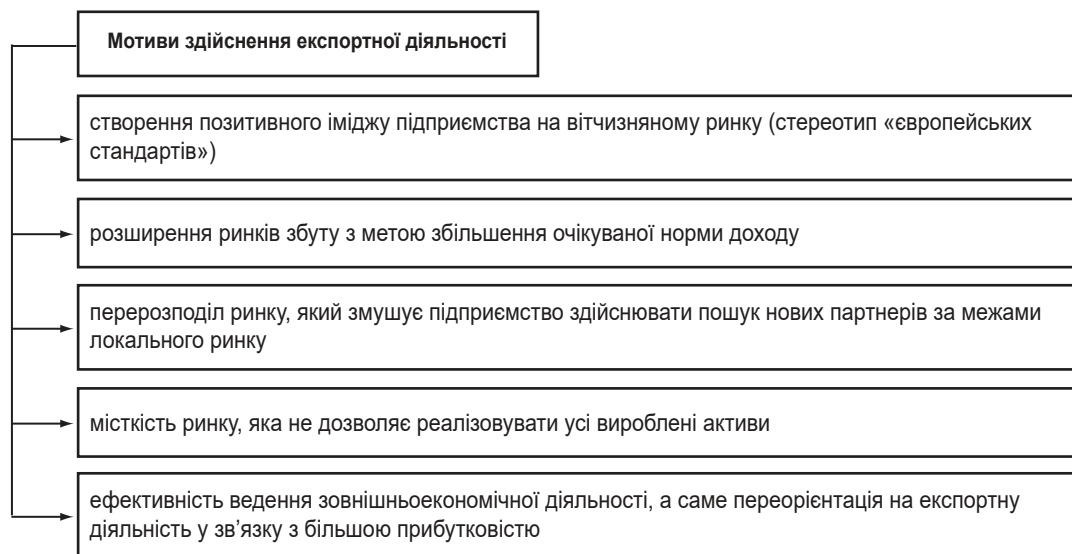 Мотиви здійснення експортної діяльності
створення позитивного іміджу підприємства на вітчизняному ринку (стереотип «європейських
стандартів»)
розширення ринків збуту з метою збільшення очікуваної норми доходу
перерозподіл ринку, який змушує підприємство здійснювати пошук нових партнерів за межами
локального ринку
місткість ринку, яка не дозволяє реалізовувати усі вироблені активи
ефективність ведення зовнішньоекономічної діяльності, а саме переорієнтація на експортну
діяльність у зв’язку з більшою прибутковістю